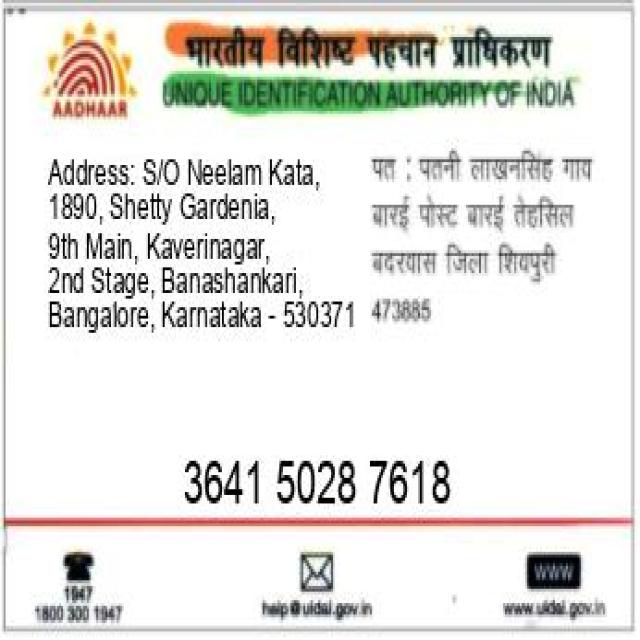 भारतीय विशिष्ट पहचान प्राधिकरण
AADHAAR
UNIQUE IDENTIFICATION AUTHORITY OF INDIA
Address: S/O Neelam Kata,
1890, Shetty Gardenia,
9th Main, Kaverinagar,
2nd Stage, Banashankari,
Bangalore, Karnataka - 530371
पत : पतनी लाखनसिंह गाय
बारई पोस्ट बारई तेहसिल
बदरवास जिला शिवपुरी
473885
3641 5028 7618
1947
1800 300 1947
help@uidai.gov.in
www
www.uidai.gov.in